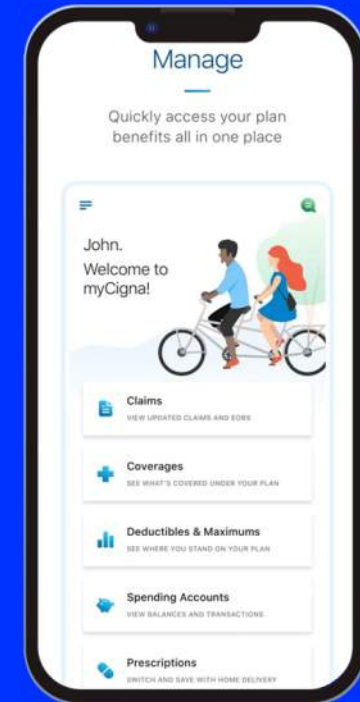 Manage
Quickly access your plan
benefits all in one place
John.
Welcome to
myCigna!
Claims
VIEW UPDATED CLAIMS AND EOBS
Coverages
SEE WHAT'S COVERED UNDER YOUR PLAN
Deductibles & Maximums
SEE WHERE YOU STAND ON YOUR PLAN
Spending Accounts
VIEW BALANCES AND TRANSACTIONS
Prescriptions
SWITCH AND SAVE WITH HOME DELIVERY